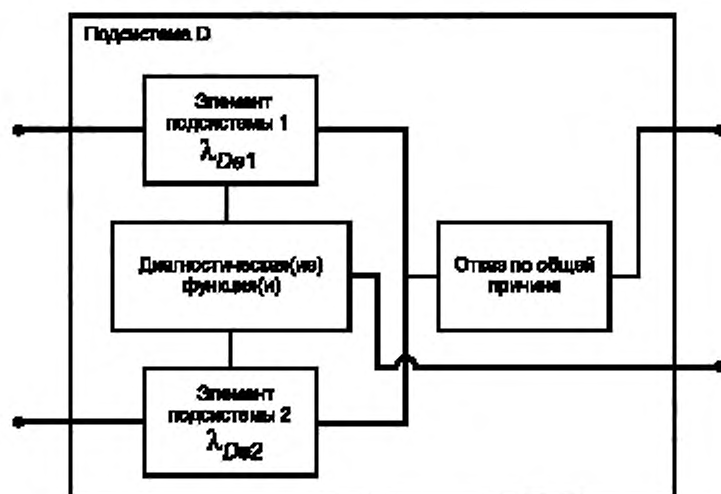 Подсистема D
Элемент
подсистемы 1
λDe1
Диагностическая(ие)
функция(и)
Отказ по общей
причине
Элемент
подсистемы 2
λDe2